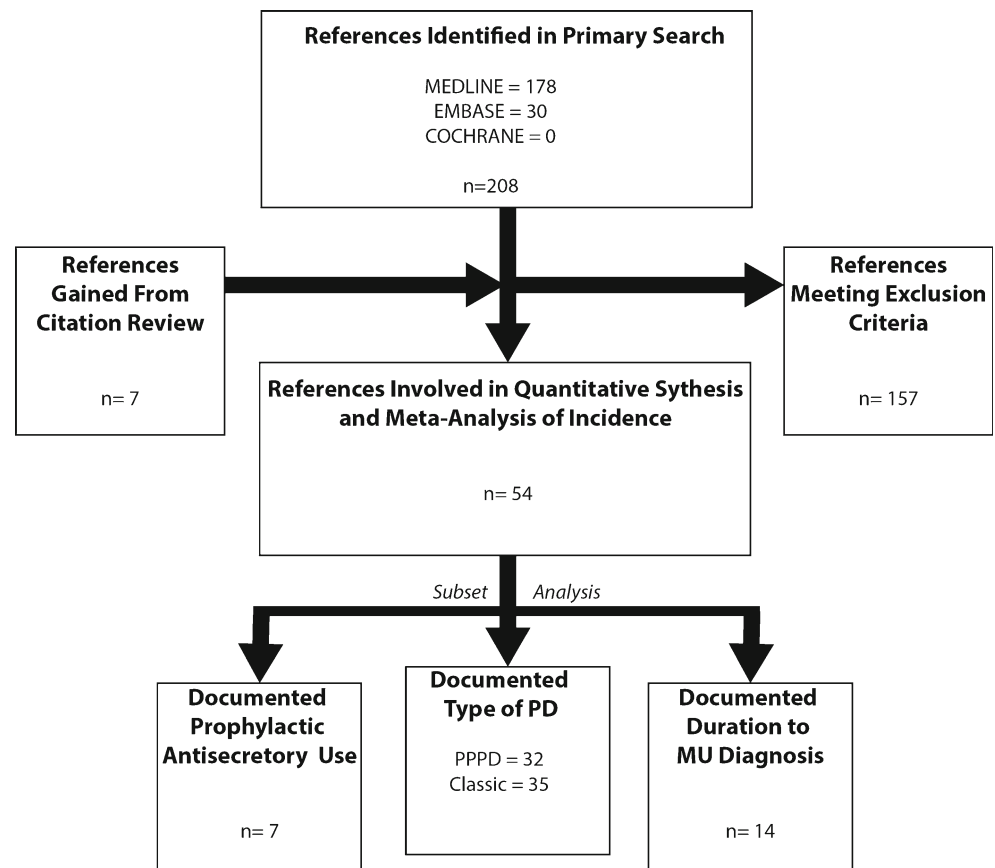 References Identified in Primary Search
MEDLINE = 178
EMBASE = 30
COCHRANE = 0
n=208
References
Gained From
Citation Review
n= 7
References
Meeting Exclusion
Criteria
n= 157
References Involved in Quantitative Sythesis
and Meta-Analysis of Incidence
n= 54
Subset Analysis
Documented
Prophylactic
Antisecretory Use
n= 7
Documented
Type of PD
PPPD = 32
Classic = 35
Documented
Duration to
MU Diagnosis
n= 14